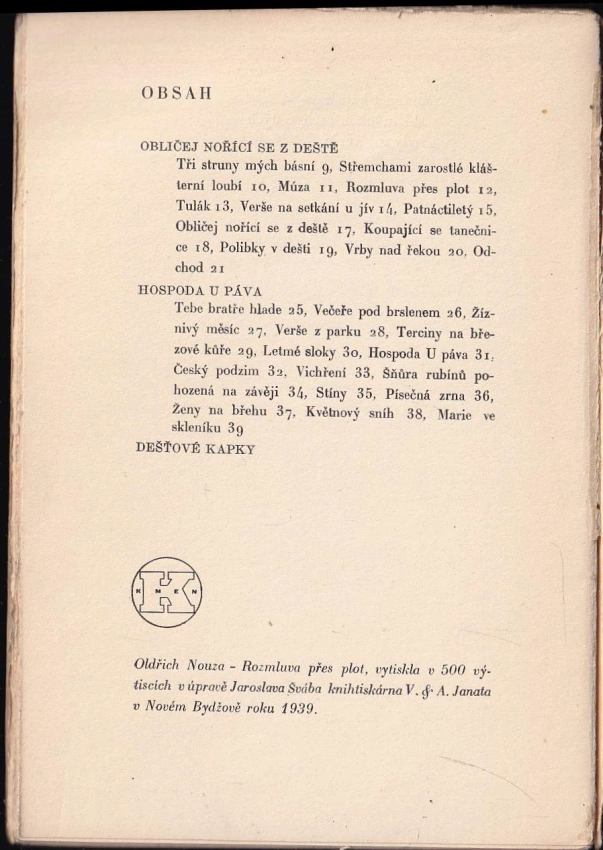 OBSAH
OBLIČEJ NOŘÍCÍ SE Z DEŠTĚ
Tři struny mých básní 9, Střemchami zarostlé kláš-
terní loubí 10, Múza 11, Rozmluva přes plot 12,
Tulák 13, Verše na setkání u jív 14, Patnáctiletý 15,
Obličej nořící se z deště 17, Koupající se tanečni-
ce 18, Polibky v dešti 19, Vrby nad řekou 20, Od-
chod 21
HOSPODA U PÁVA
Tebe bratře hlade 25, Večeře pod brslenem 26, Žíz-
nivý měsíc 27, Verše z parku 28, Terciny na bře-
zové kůře 29, Letmé sloky 30, Hospoda U páva 31,
Český podzim 32, Vichření 33, Šňůra rubínů po-
hozená na závěji 34, Stíny 35, Písečná zrna 36,
Ženy na břehu 37, Květnový sníh 38, Marie ve
skleníku 39
DEŠŤOVÉ KAPKY
K
KMEN
Oldřich Nouza - Rozmluva přes plot, vytiskla v 500 vý-
tiscích v úpravě Jaroslava Švába knihtiskárna V. & A. Janata
v Novém Bydžově roku 1939.